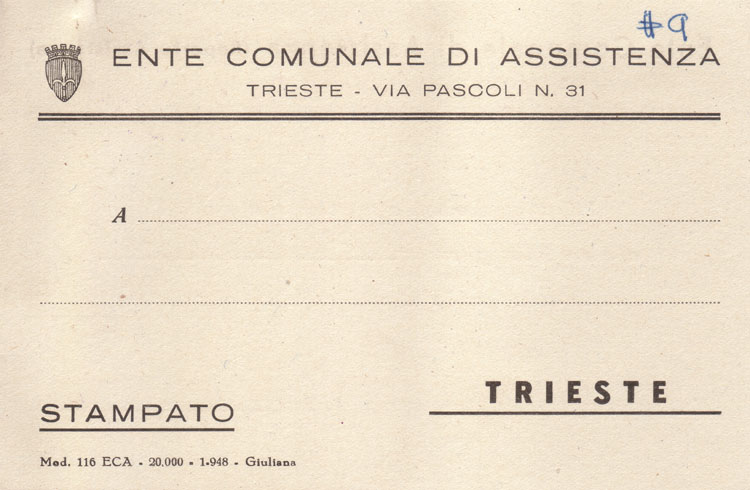 #9
ENTE COMUNALE DI ASSISTENZA
TRIESTE - VIA PASCOLI N. 31
A
TRIESTE
STAMPATO
Mod. 116 ECA - 20.000 - 1-948 - Giuliana